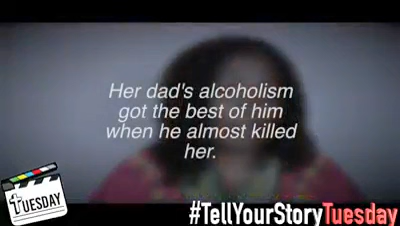 Her dad's alcoholism
got the best of him
when he almost killed
her.
TUESDAY
#TellYourStoryTuesday